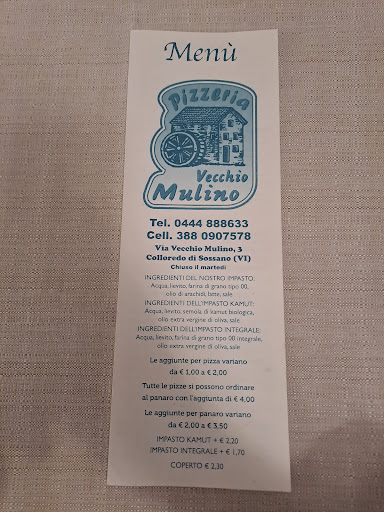 Menù
Pizzeria
Vecchio
Mulino
Tel. 0444 888633
Cell. 388 0907578
Via Vecchio Mulino, 3
Colloredo di Sossano (VI)
Chiuso il martedì
INGREDIENTI DEL NOSTRO IMPASTO:
Acqua, lievito, farina di grano tipo 00,
olio di arachidi, latte, sale.
INGREDIENTI DELL'IMPASTO KAMUT:
Acqua, lievito, semola di kamut biologica,
olio extra vergine di oliva, sale.
INGREDIENTI DELL'IMPASTO INTEGRALE:
Acqua, lievito, farina di grano tipo 00 integrale,
olio extra vergine di oliva, sale.
Le aggiunte per pizza variano
da € 1,00 a € 2,00
Tutte le pizze si possono ordinare
al panaro con l'aggiunta di € 4,00
Le aggiunte per panaro variano
da € 2,00 a € 3,50
IMPASTO KAMUT + € 2,20
IMPASTO INTEGRALE + € 1,70
COPERTO € 2,30